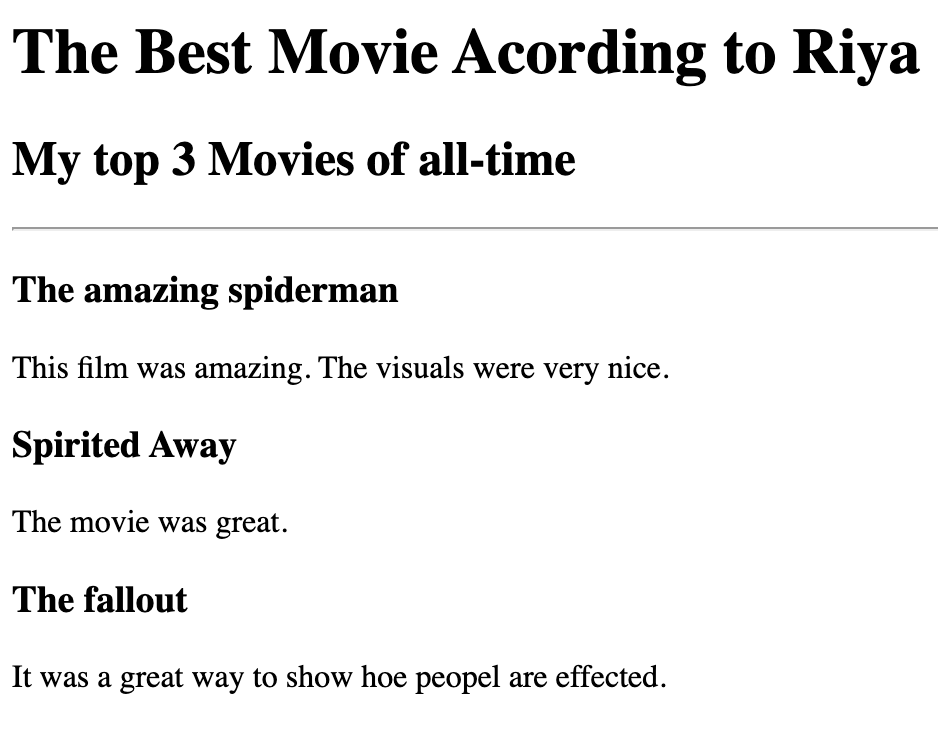 The Best Movie Acording to Riya
My top 3 Movies of all-time
The amazing spiderman
This film was amazing. The visuals were very nice.
Spirited Away
The movie was great.
The fallout
It was a great way to show hoe peopel are effected.